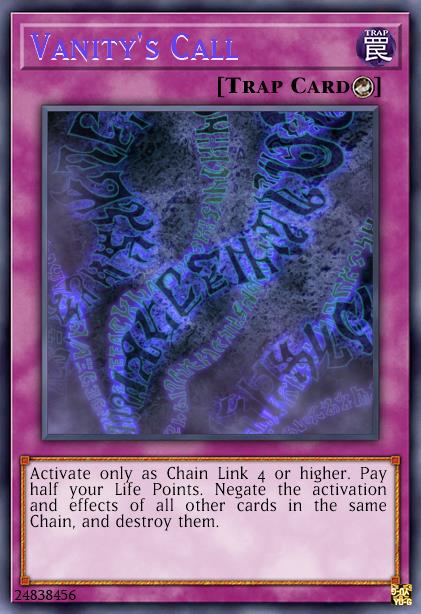 Vanity's Call
TRAP
罠
[Trap Card]
Activate only as Chain Link 4 or higher. Pay
half your Life Points. Negate the activation
and effects of all other cards in the same
Chain, and destroy them.
24838456